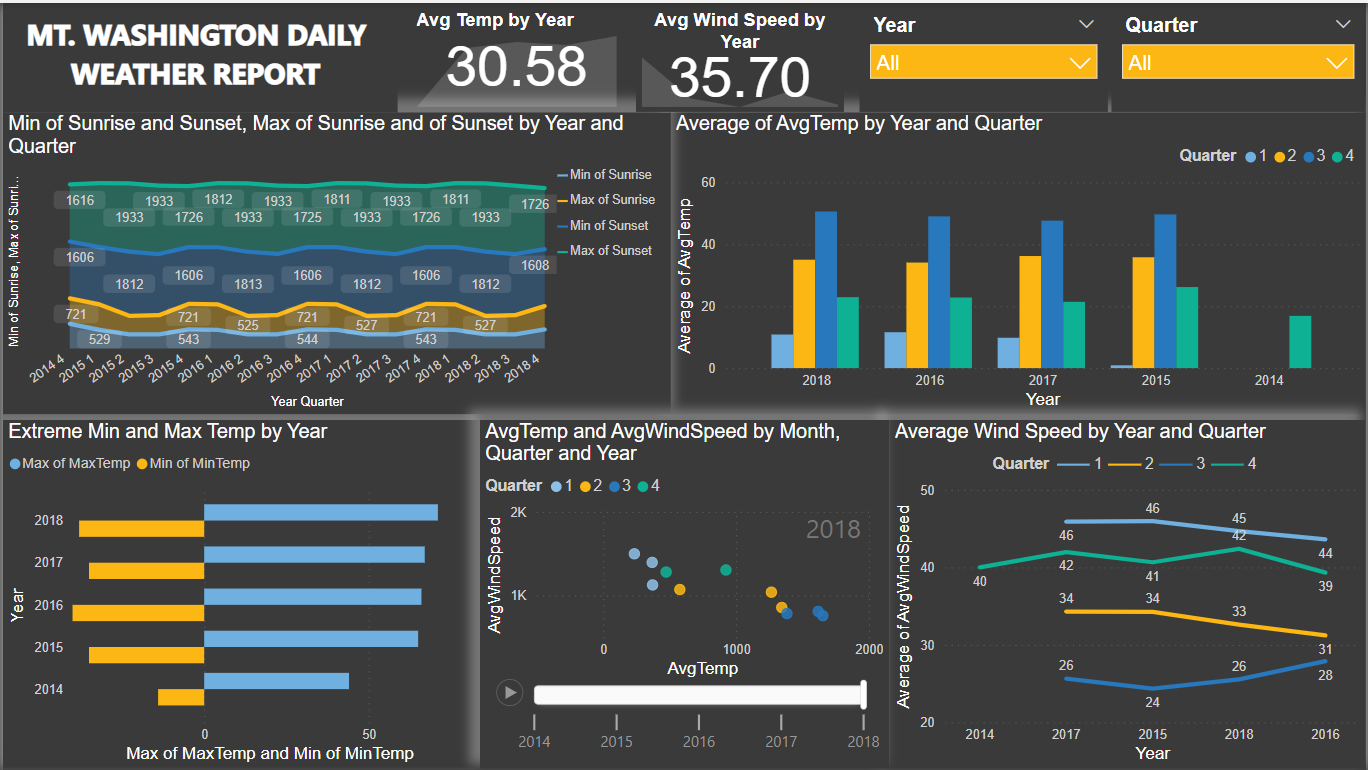 MT. WASHINGTON DAILY
WEATHER REPORT
Avg Temp by Year
30.58
Avg Wind Speed by
Year
35.70
Year
All
Quarter
All
Min of Sunrise and Sunset, Max of Sunrise and of Sunset by Year and
Quarter
Min of Sunrise, Max of Sunri...
1616 1933 1933 1726 1812 1933 1933 1725 1811 1933 1933 1726 1811 1933 1726
1606 1812 1606 1813 1606 1812 1606 1812 1608
721 721 525 721 527 721 527
529 543 544 543
Min of Sunrise
Max of Sunrise
Min of Sunset
Max of Sunset
2014 4 2015 1 2015 2 2015 3 2015 4 2016 1 2016 2 2016 3 2016 4 2017 1 2017 2 2017 3 2017 4 2018 1 2018 2 2018 3 2018 4
Year Quarter
Average of AvgTemp by Year and Quarter
Quarter 1 2 3 4
Average of AvgTemp
60
40
20
0
2018 2016 2017 2015 2014
Year
Extreme Min and Max Temp by Year
Max of MaxTemp Min of MinTemp
Year
2018
2017
2016
2015
2014
0 50
Max of MaxTemp and Min of MinTemp
AvgTemp and AvgWindSpeed by Month,
Quarter and Year
Quarter 1 2 3 4
AvgWindSpeed
2K
1K
2018
0 1000 2000
AvgTemp
2014 2015 2016 2017 2018
Average Wind Speed by Year and Quarter
Quarter 1 2 3 4
Average of AvgWindSpeed
50
40
30
20
46 46 45 44
40 42 41 42 39
34 34 33 31
26 24 26 28
2014 2017 2015 2018 2016
Year